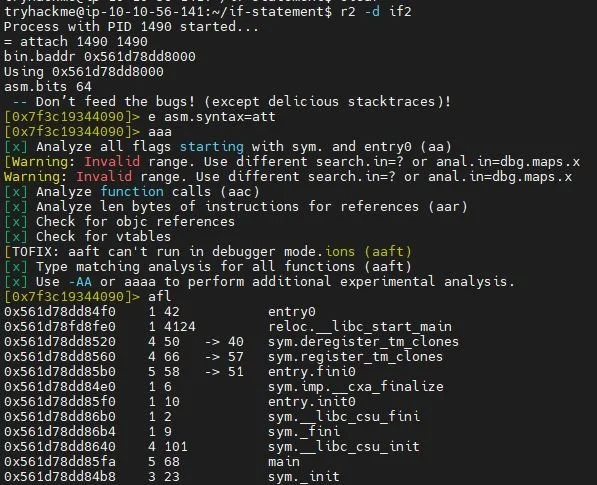 tryhackme@ip-10-10-56-141:~/if-statement$ r2 -d if2
Process with PID 1490 started...
= attach 1490 1490
bin.baddr 0x561d78dd8000
Using 0x561d78dd8000
asm.bits 64
 -- Don’t feed the bugs! (except delicious stacktraces)!
[0x7f3c19344090]> e asm.syntax=att
[0x7f3c19344090]> aaa
[x] Analyze all flags starting with sym. and entry0 (aa)
[Warning: Invalid range. Use different search.in=? or anal.in=dbg.maps.x
Warning: Invalid range. Use different search.in=? or anal.in=dbg.maps.x
[x] Analyze function calls (aac)
[x] Analyze len bytes of instructions for references (aar)
[x] Check for objc references
[x] Check for vtables
[TOFIX: aaft can't run in debugger mode.ions (aaft)
[x] Type matching analysis for all functions (aaft)
[x] Use -AA or aaaa to perform additional experimental analysis.
[0x7f3c19344090]> afl
0x561d78dd84f0    1 42           entry0
0x561d78fd8fe0    1 4124         reloc.__libc_start_main
0x561d78dd8520    4 50   -> 40   sym.deregister_tm_clones
0x561d78dd8560    4 66   -> 57   sym.register_tm_clones
0x561d78dd85b0    5 58   -> 51   entry.fini0
0x561d78dd84e0    1 6            sym.imp.__cxa_finalize
0x561d78dd85f0    1 10           entry.init0
0x561d78dd86b0    1 2            sym.__libc_csu_fini
0x561d78dd86b4    1 9            sym._fini
0x561d78dd8640    4 101          sym.__libc_csu_init
0x561d78dd85fa    5 68           main
0x561d78dd84b8    3 23           sym._init